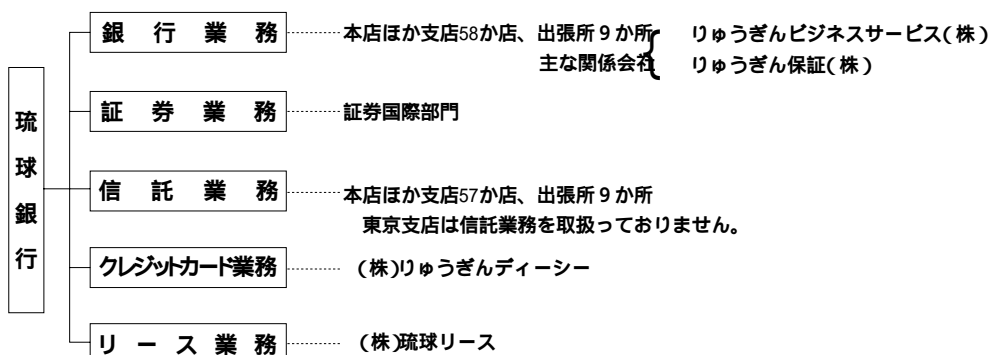 琉球銀行
銀行業務 本店ほか支店58か店、出張所9か所 りゅうぎんビジネスサービス(株)
主な関係会社 りゅうぎん保証(株)
証券業務 証券国際部門
信託業務 本店ほか支店57か店、出張所9か所
東京支店は信託業務を取扱っておりません。
クレジットカード業務 (株)りゅうぎんディーシー
リース業務 (株)琉球リース